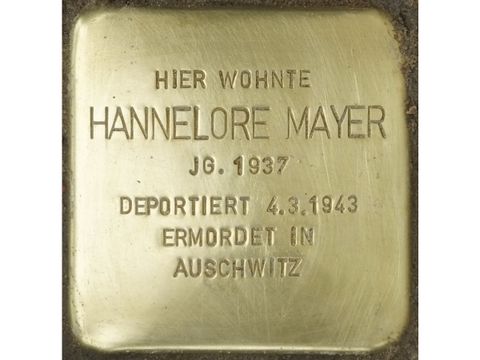 HIER WOHNTE
HANNELORE MAYER
JG. 1937
DEPORTIERT 4.3.1943
ERMORDET IN
AUSCHWITZ